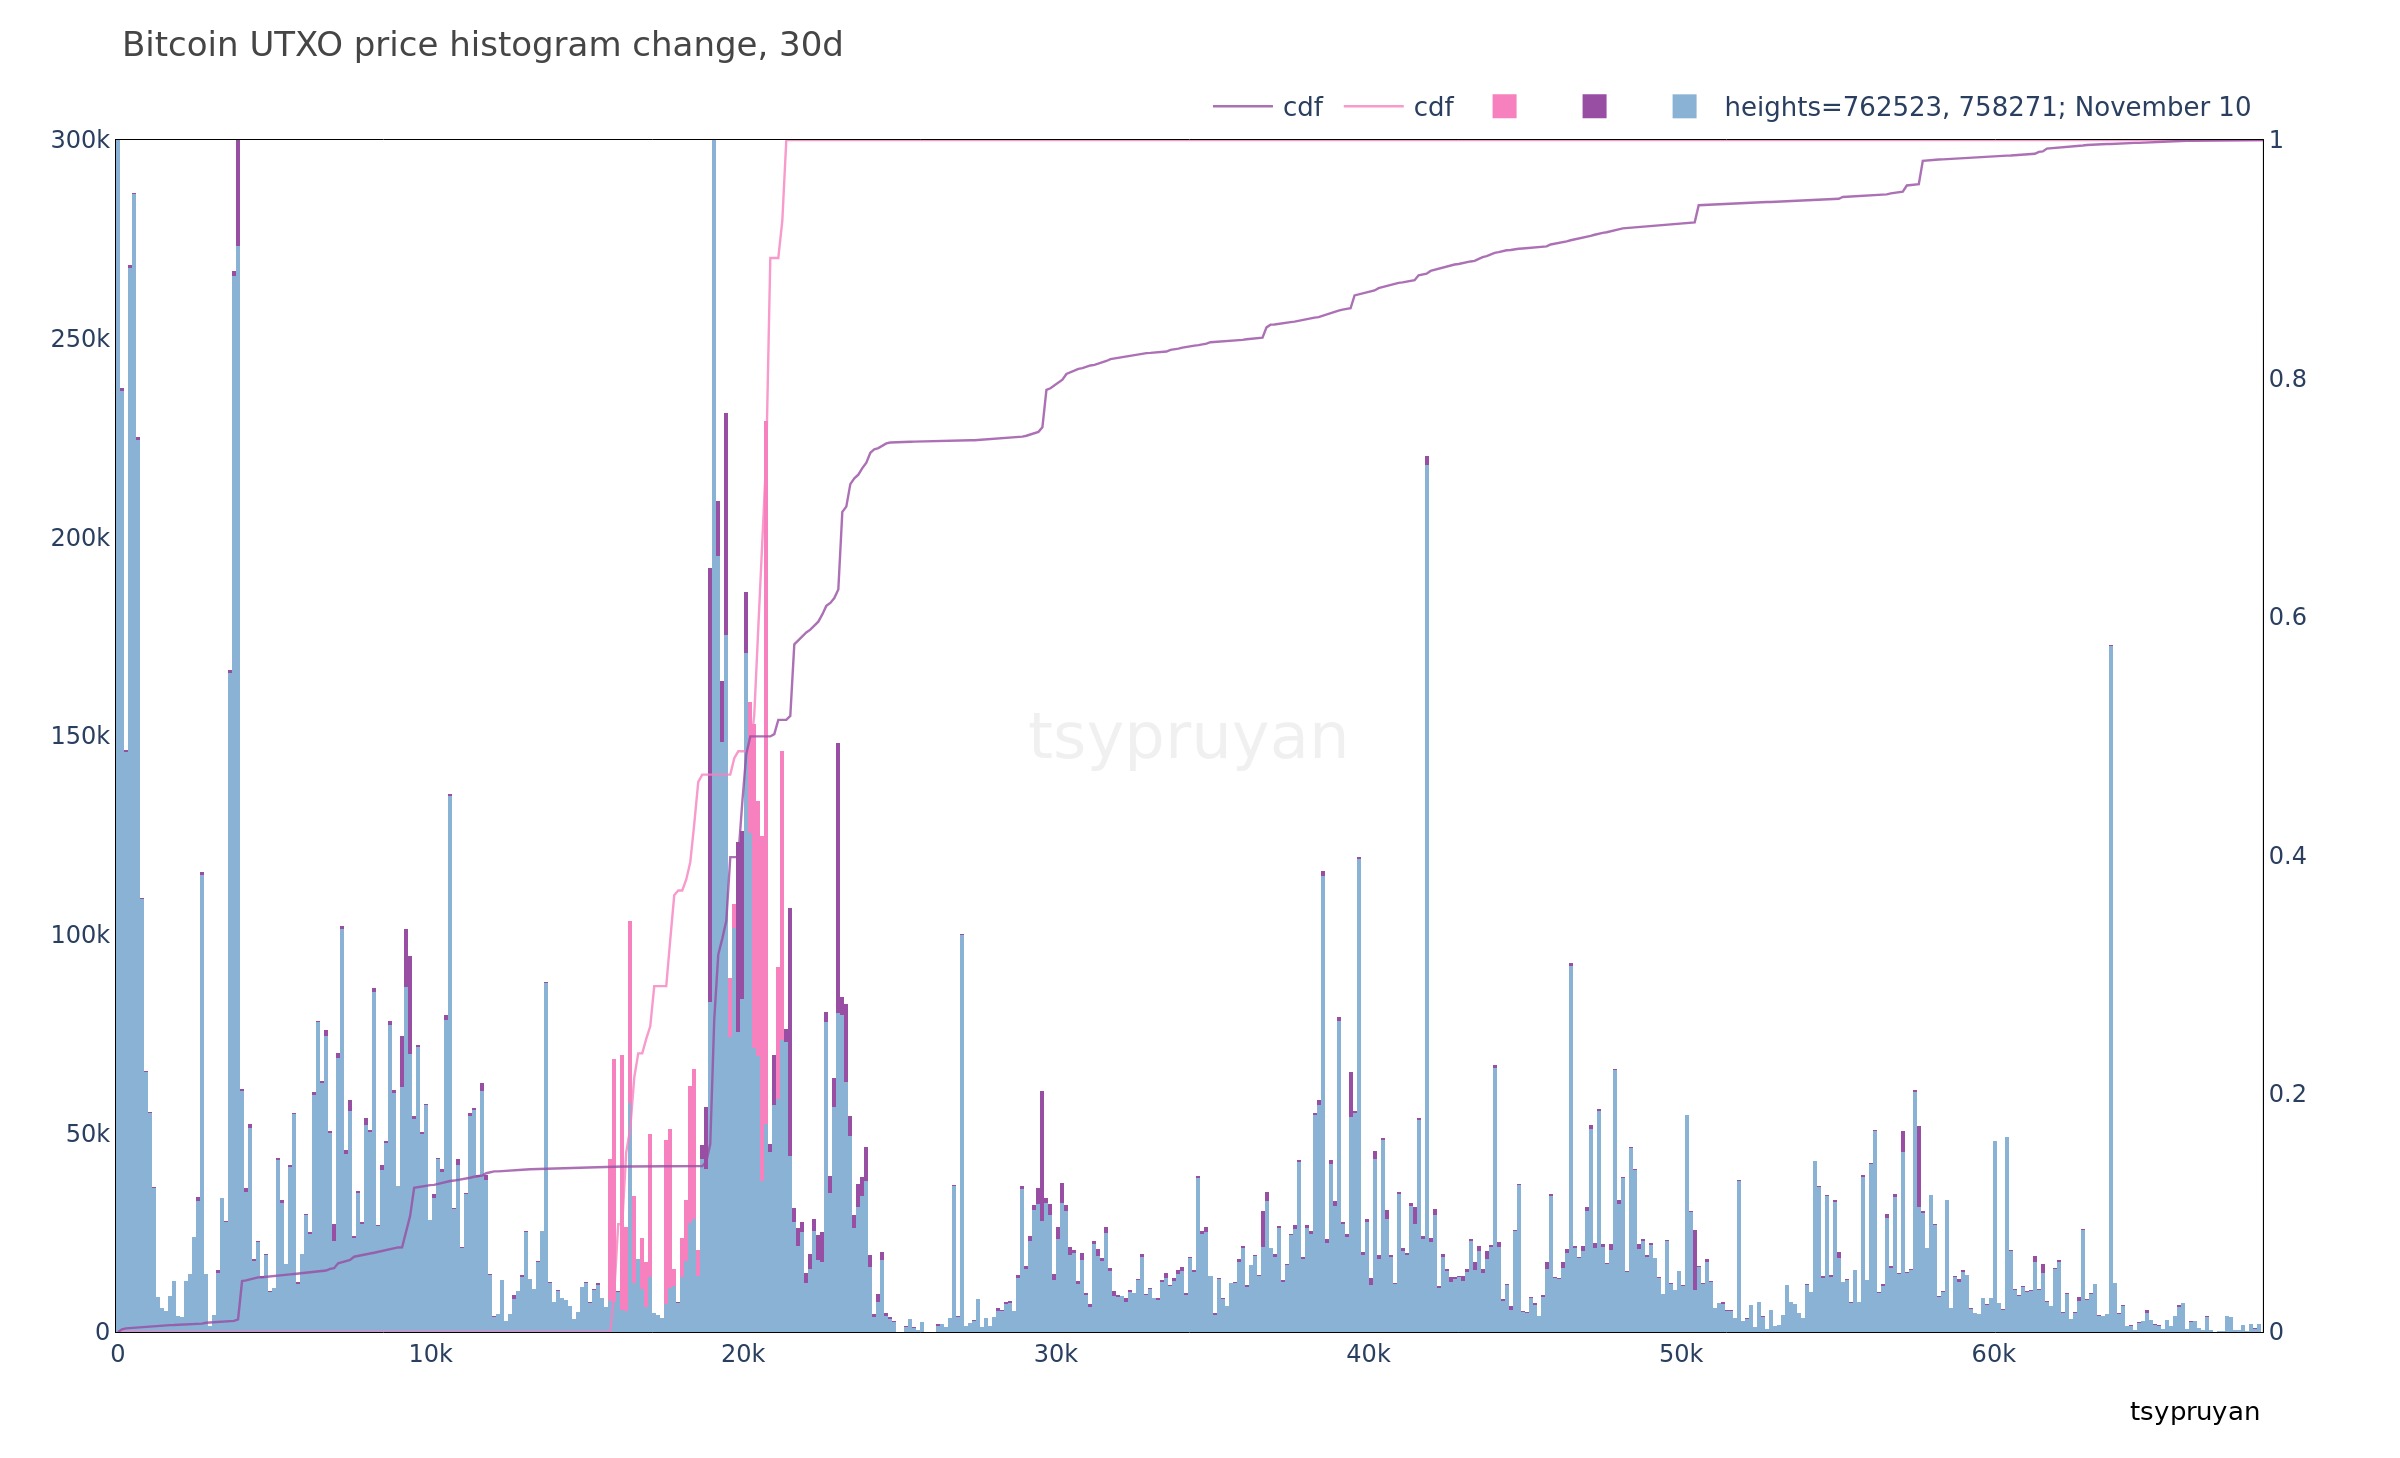 Bitcoin UTXO price histogram change, 30d
cdf cdf heights=762523, 758271; November 10
300k
250k
200k
150k
100k
50k
0
1
0.8
0.6
0.4
0.2
0
tsypruyan
0 10k 20k 30k 40k 50k 60k
tsypruyan